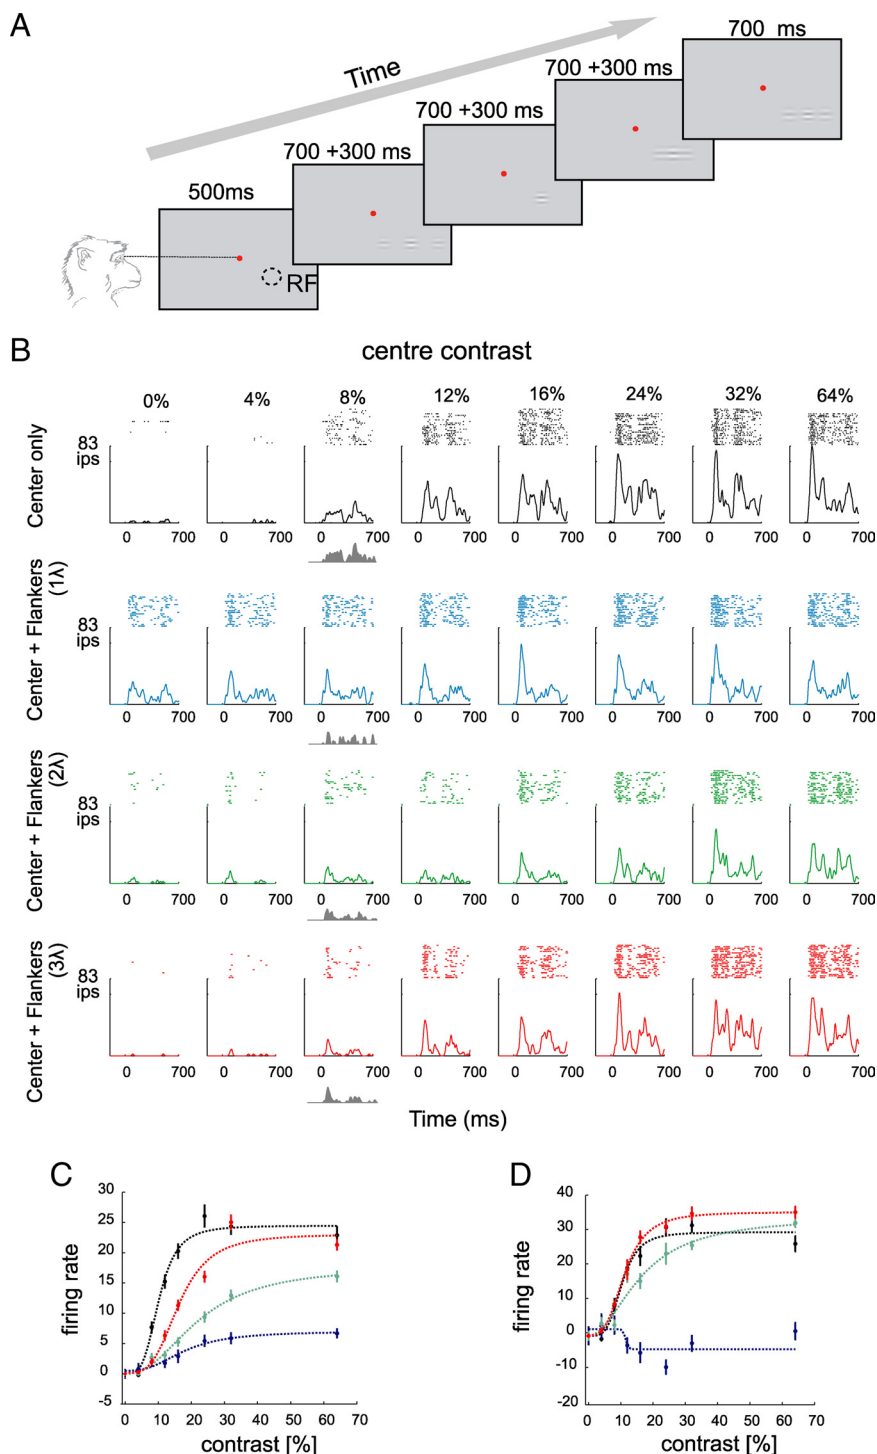 A
Time
500ms
700 +300 ms
700 +300 ms
700 +300 ms
700 ms
RF
B
centre contrast
0% 4% 8% 12% 16% 24% 32% 64%
Center only
83
ips
0 700 0 700 0 700 0 700 0 700 0 700 0 700 0 700
Center + Flankers
(1λ)
83
ips
0 700 0 700 0 700 0 700 0 700 0 700 0 700 0 700
Center + Flankers
(2λ)
83
ips
0 700 0 700 0 700 0 700 0 700 0 700 0 700 0 700
Center + Flankers
(3λ)
83
ips
0 700 0 700 0 700 0 700 0 700 0 700 0 700 0 700
Time (ms)
C
firing rate
30
25
20
15
10
5
0
-5
0 10 20 30 40 50 60 70
contrast [%]
D
firing rate
40
30
20
10
0
-10
-20
0 10 20 30 40 50 60 70
contrast [%]